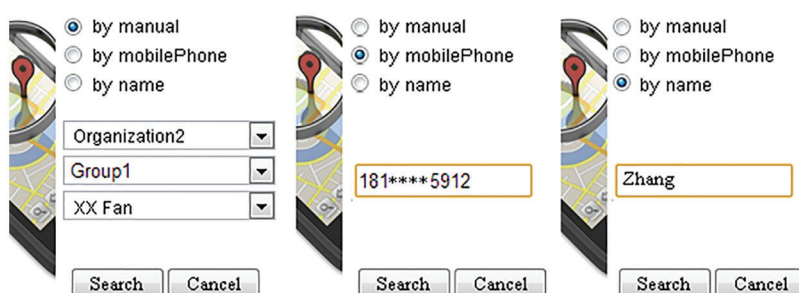 by manual
by mobilePhone
by name
Organization2
Group1
XX Fan
Search Cancel
by manual
by mobilePhone
by name
181****5912
Search Cancel
by manual
by mobilePhone
by name
Zhang
Search Cancel